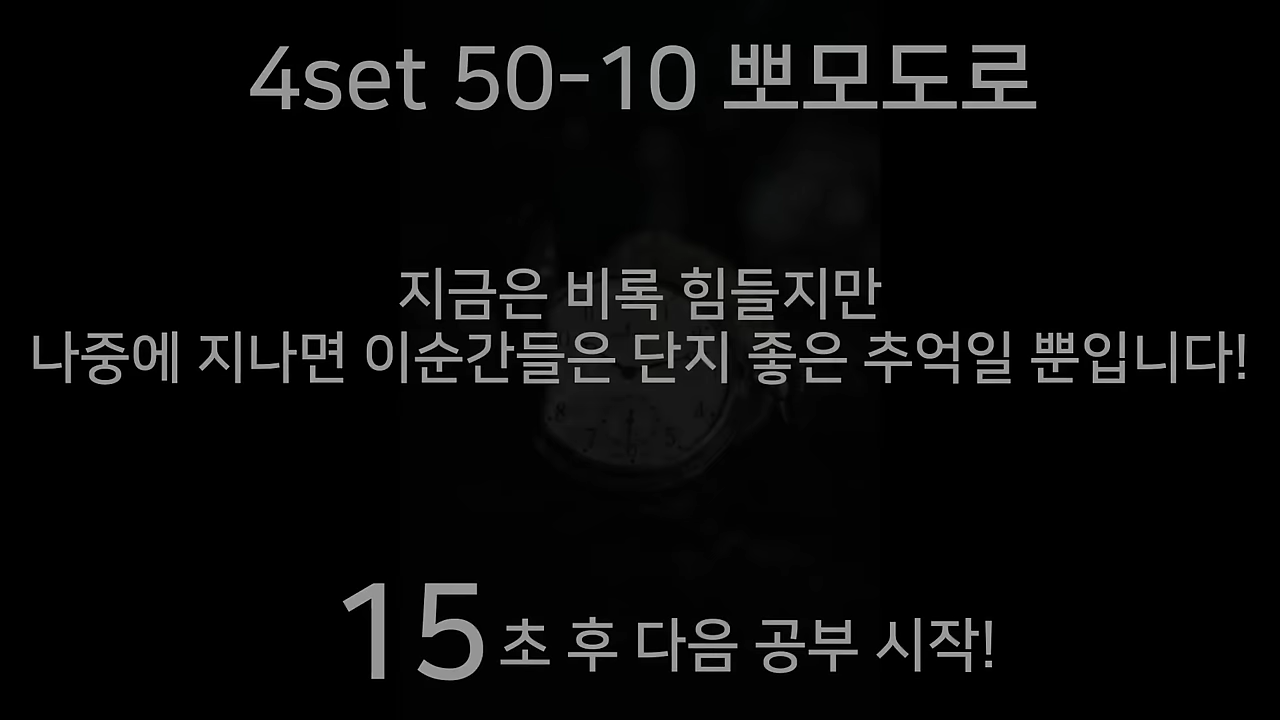 4set 50-10 뽀모도로
지금은 비록 힘들지만
나중에 지나면 이순간들은 단지 좋은 추억일 뿐입니다!
15초 후 다음 공부 시작!